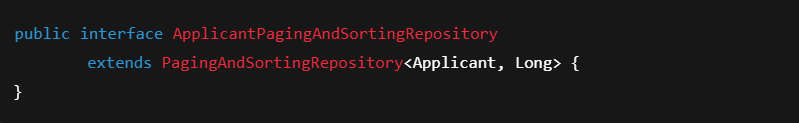 public interface ApplicantPagingAndSortingRepository
extends PagingAndSortingRepository<Applicant, Long> {
}